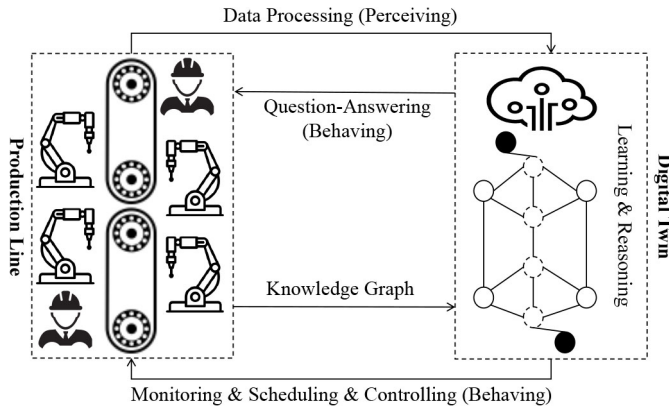 Data Processing (Perceiving)
Question-Answering
(Behaving)
Production Line
Learning & Reasoning
Digital Twin
Knowledge Graph
Monitoring & Scheduling & Controlling (Behaving)